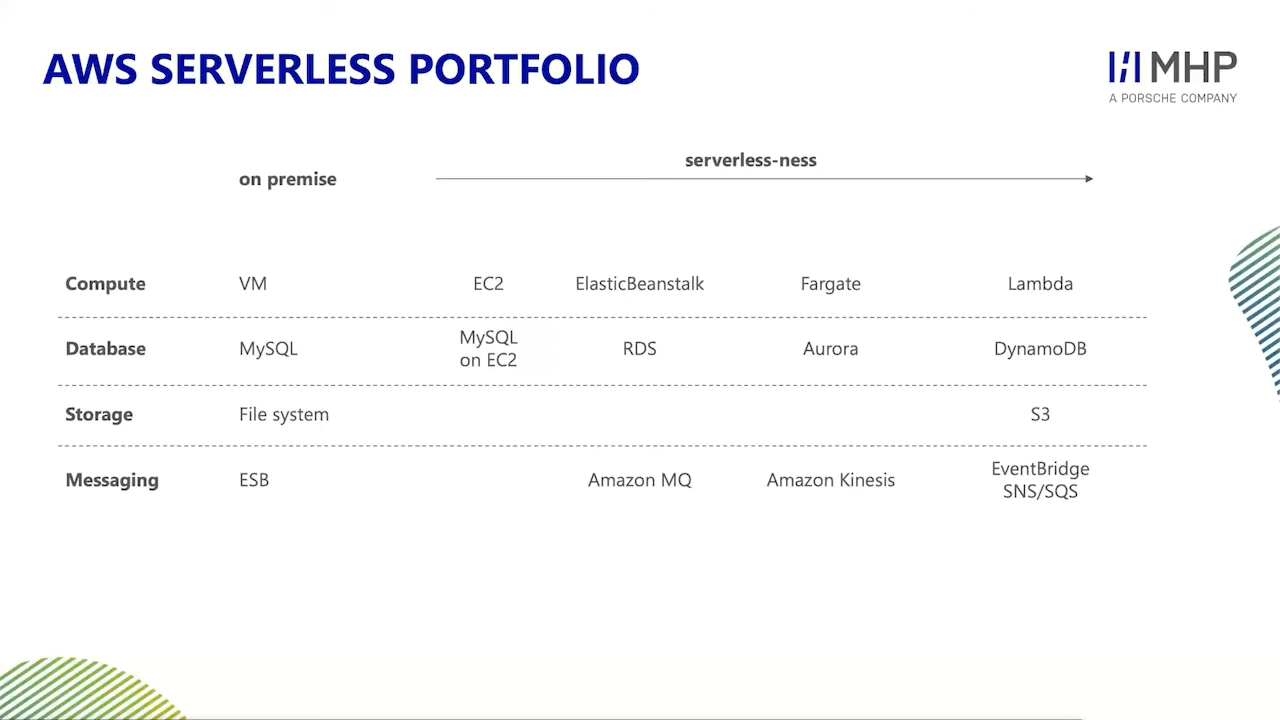 AWS SERVERLESS PORTFOLIO
MHP
A PORSCHE COMPANY
on premise
serverless-ness
Compute VM EC2 ElasticBeanstalk Fargate Lambda
Database MySQL MySQL on EC2 RDS Aurora DynamoDB
Storage File system S3
Messaging ESB Amazon MQ Amazon Kinesis EventBridge SNS/SQS